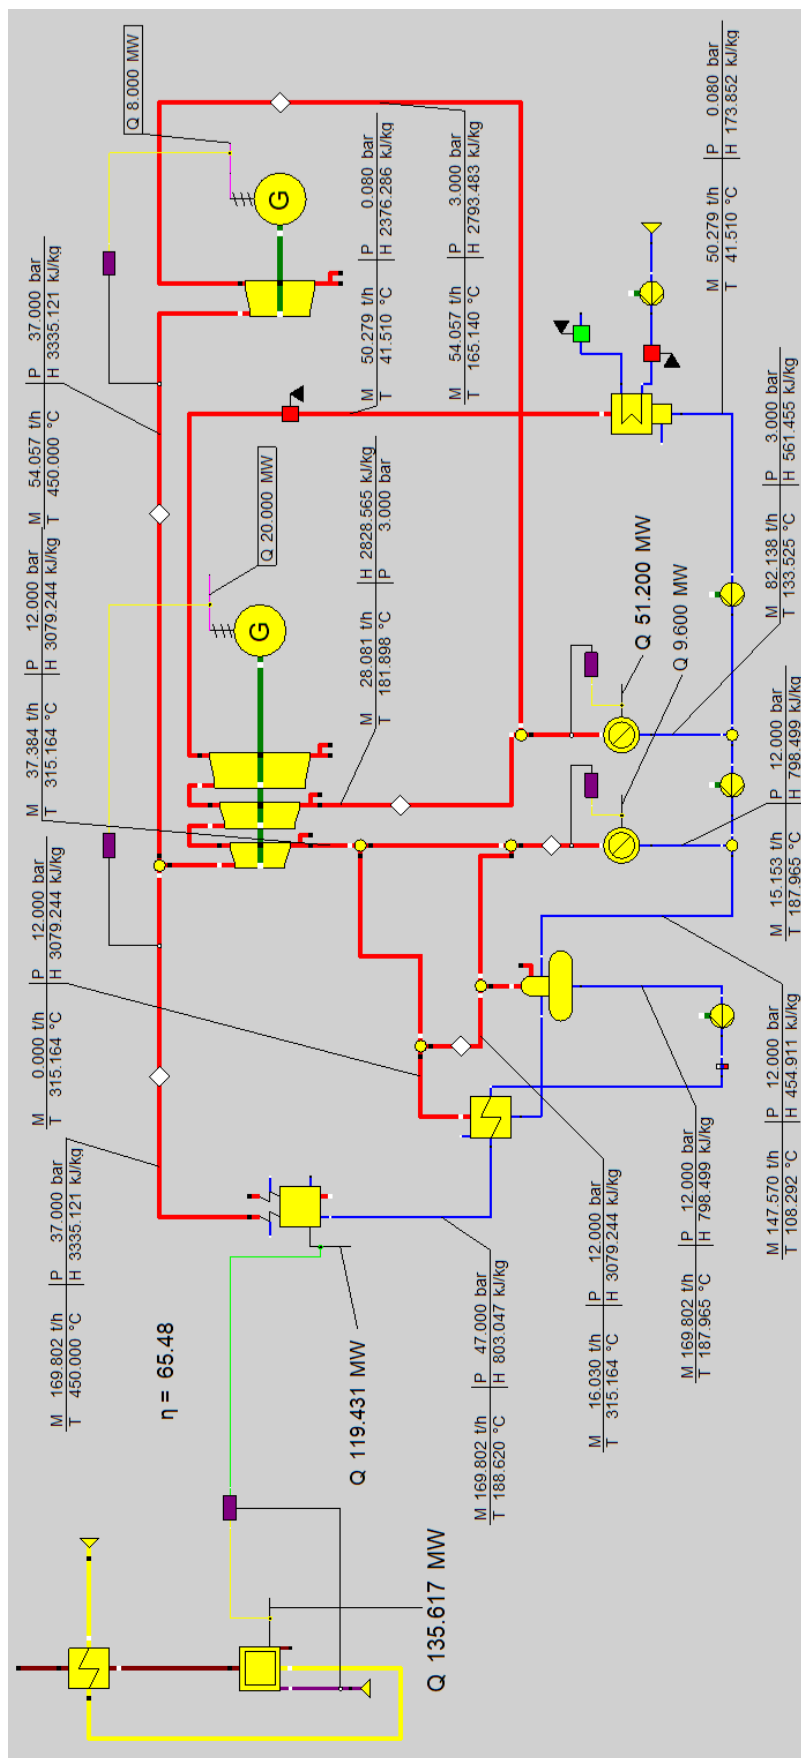 Q 8.000 MW
M 54.057 t/h P 37.000 bar
T 450.000 °C H 3335.121 kJ/kg
M 37.384 t/h P 12.000 bar
T 315.164 °C H 3079.244 kJ/kg
M 0.000 t/h P 12.000 bar
T 315.164 °C H 3079.244 kJ/kg
M 169.802 t/h P 37.000 bar
T 450.000 °C H 3335.121 kJ/kg
η = 65.48
G
Q 20.000 MW
G
M 50.279 t/h P 0.080 bar
T 41.510 °C H 2376.286 kJ/kg
M 54.057 t/h P 3.000 bar
T 165.140 °C H 2793.483 kJ/kg
M 28.081 t/h H 2828.565 kJ/kg
T 181.898 °C P 3.000 bar
M 50.279 t/h P 0.080 bar
T 41.510 °C H 173.852 kJ/kg
Q 51.200 MW
Q 9.600 MW
M 82.138 t/h P 3.000 bar
T 133.525 °C H 561.455 kJ/kg
M 15.153 t/h P 12.000 bar
T 187.965 °C H 798.499 kJ/kg
M 147.570 t/h P 12.000 bar
T 108.292 °C H 454.911 kJ/kg
M 169.802 t/h P 12.000 bar
T 187.965 °C H 798.499 kJ/kg
M 16.030 t/h P 12.000 bar
T 315.164 °C H 3079.244 kJ/kg
M 169.802 t/h P 47.000 bar
T 188.620 °C H 803.047 kJ/kg
Q 119.431 MW
Q 135.617 MW